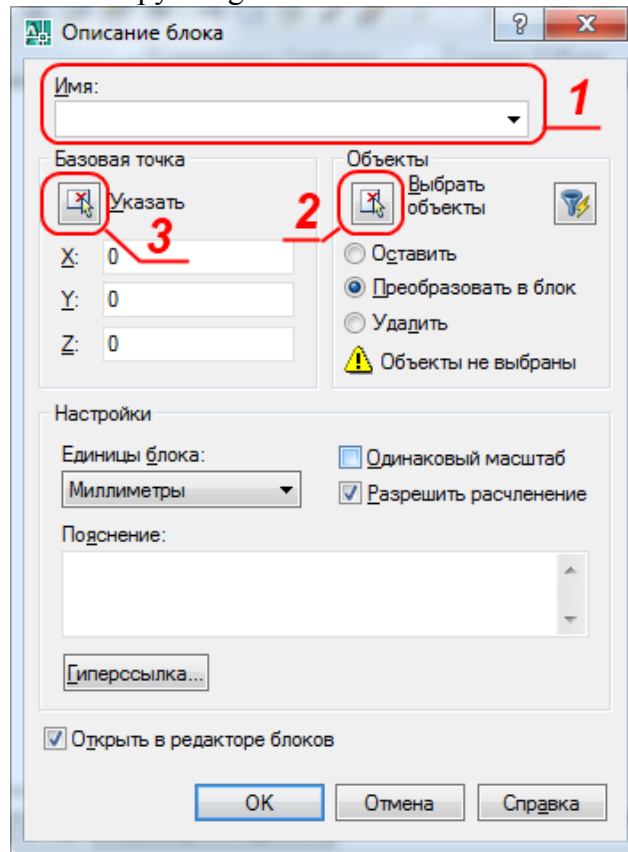 Описание блока
Имя:
1
Базовая точка
Указать
3
X: 0
Y: 0
Z: 0
Объекты
2
Выбрать
объекты
Оставить
Преобразовать в блок
Удалить
Объекты не выбраны
Настройки
Единицы блока:
Миллиметры
Одинаковый масштаб
Разрешить расчленение
Пояснение:
Гиперссылка...
Открыть в редакторе блоков
OK Отмена Справка